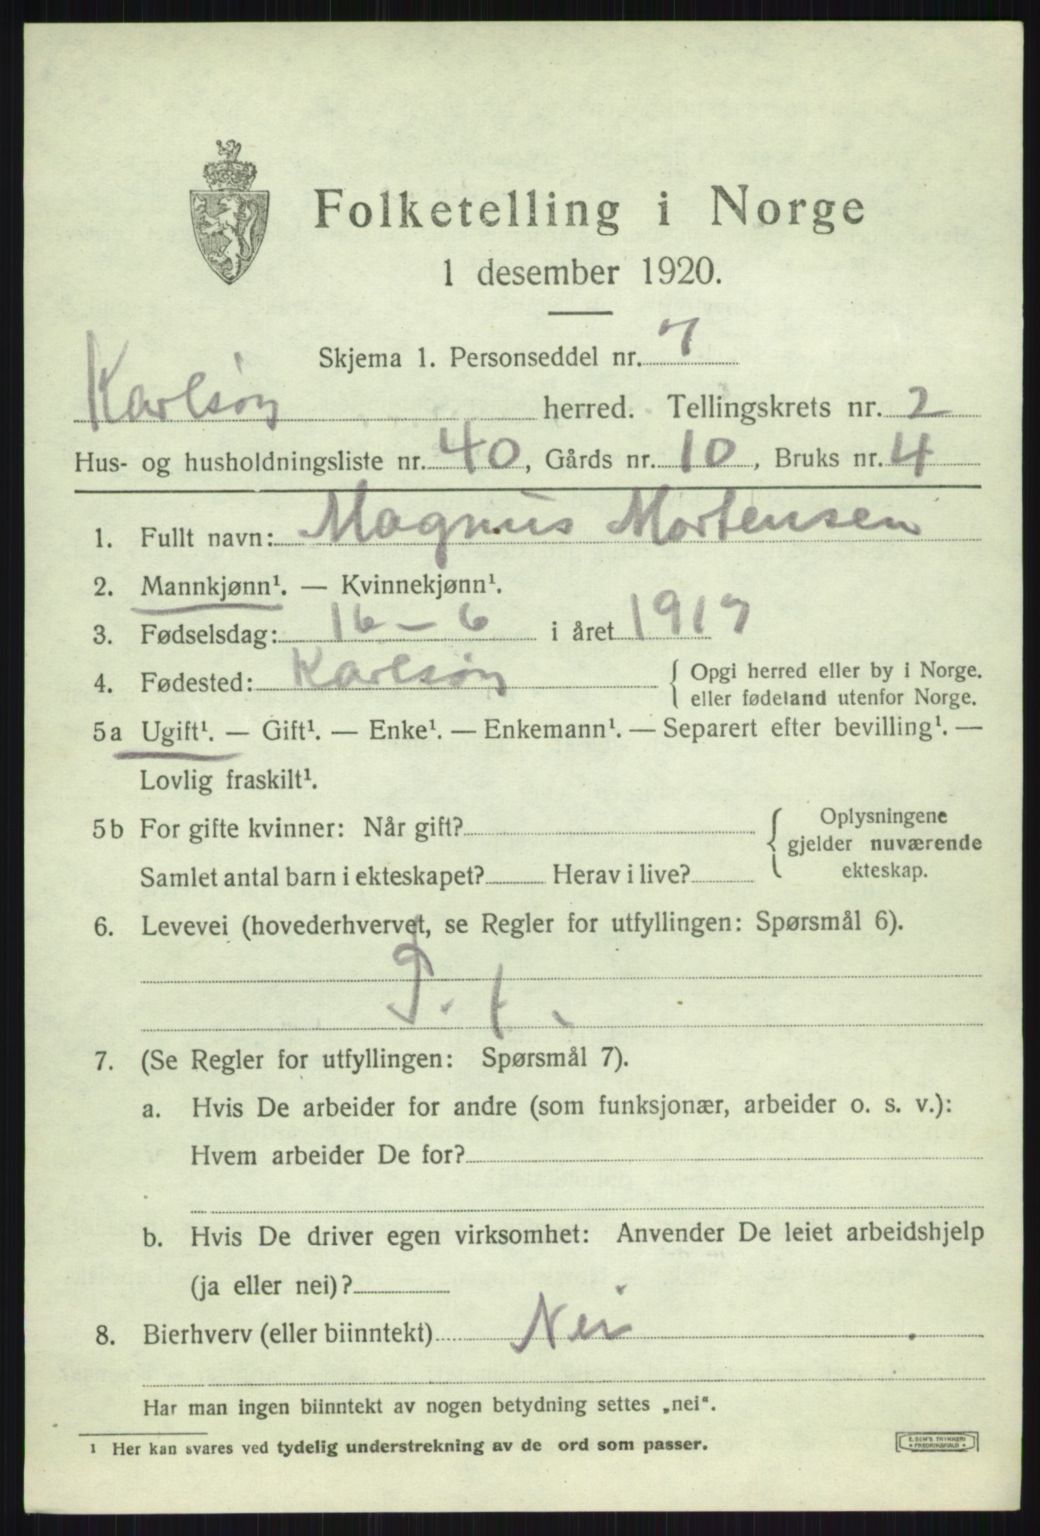 Folketelling i Norge
1 desember 1920.
Skjema 1. Personseddel nr. 7
Karlsøy herred. Tellingskrets nr. 2
Hus- og husholdningsliste nr. 40, Gårds nr. 10, Bruks nr. 4
1. Fullt navn: Magnus Mortensen
2. Mannkjønn¹. — Kvinnekjønn¹.
3. Fødselsdag: 16 – 6 i året 1917
4. Fødested: Karlsøy { Opgi herred eller by i Norge.
eller fødeland utenfor Norge.
5a Ugift¹. — Gift¹. — Enke¹. — Enkemann¹. — Separert efter bevilling¹. —
Lovlig fraskilt¹.
5b For gifte kvinner: Når gift?
Samlet antal barn i ekteskapet? Herav i live?
{ Oplysningene
gjelder nuværende
ekteskap.
6. Levevei (hovederhvervet, se Regler for utfyllingen: Spørsmål 6).
7. (Se Regler for utfyllingen: Spørsmål 7).
a. Hvis De arbeider for andre (som funksjonær, arbeider o. s. v.):
Hvem arbeider De for?
b. Hvis De driver egen virksomhet: Anvender De leiet arbeidshjelp
(ja eller nei)?
8. Bierhverv (eller biinntekt) Nei
Har man ingen biinntekt av nogen betydning settes „nei“.
¹ Her kan svares ved tydelig understrekning av de ord som passer.